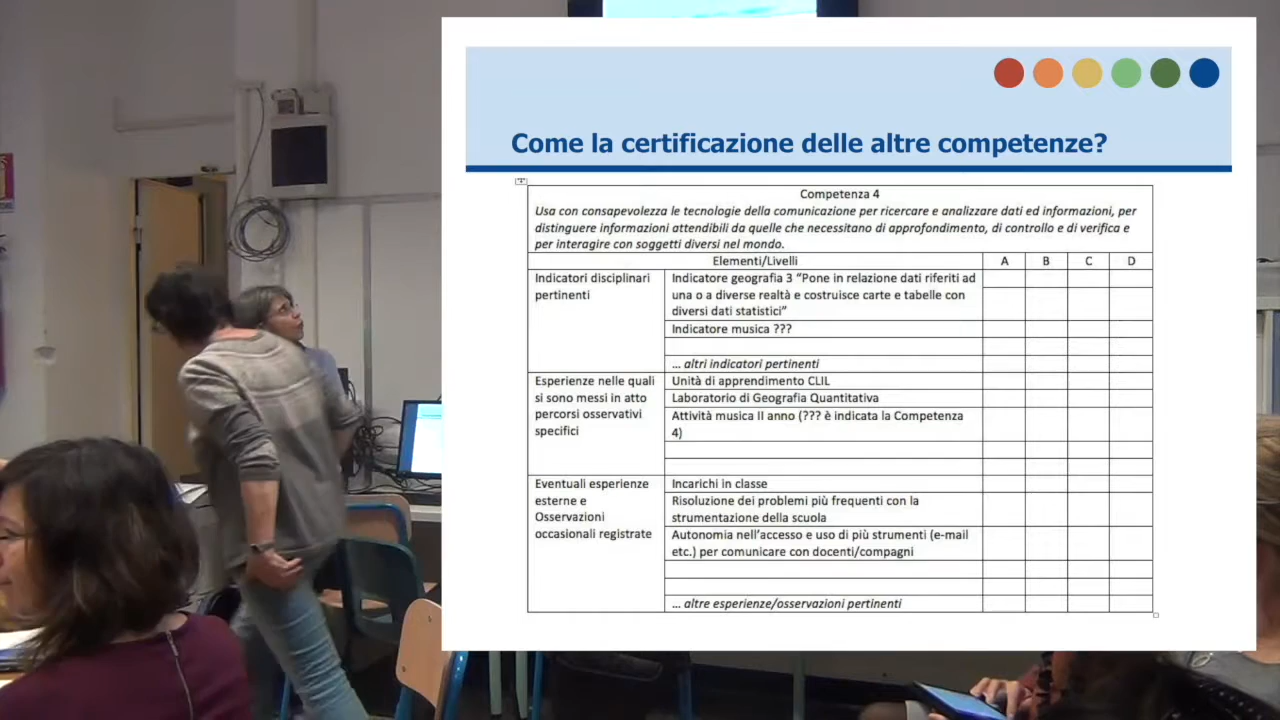 Come la certificazione delle altre competenze?
Competenza 4
Usa con consapevolezza le tecnologie della comunicazione per ricercare e analizzare dati ed informazioni, per
distinguere informazioni attendibili da quelle che necessitano di approfondimento, di controllo e di verifica e
per interagire con soggetti diversi nel mondo.
Elementi/Livelli A B C D
Indicatori disciplinari
pertinenti
Indicatore geografia 3 “Pone in relazione dati riferiti ad
una o a diverse realtà e costruisce carte e tabelle con
diversi dati statistici”
Indicatore musica ???
... altri indicatori pertinenti
Esperienze nelle quali
si sono messi in atto
percorsi osservativi
specifici
Unità di apprendimento CLIL
Laboratorio di Geografia Quantitativa
Attività musica II anno (??? è indicata la Competenza
4)
Eventuali esperienze
esterne e
Osservazioni
occasionali registrate
Incarichi in classe
Risoluzione dei problemi più frequenti con la
strumentazione della scuola
Autonomia nell’accesso e uso di più strumenti (e-mail
etc.) per comunicare con docenti/compagni
... altre esperienze/osservazioni pertinenti